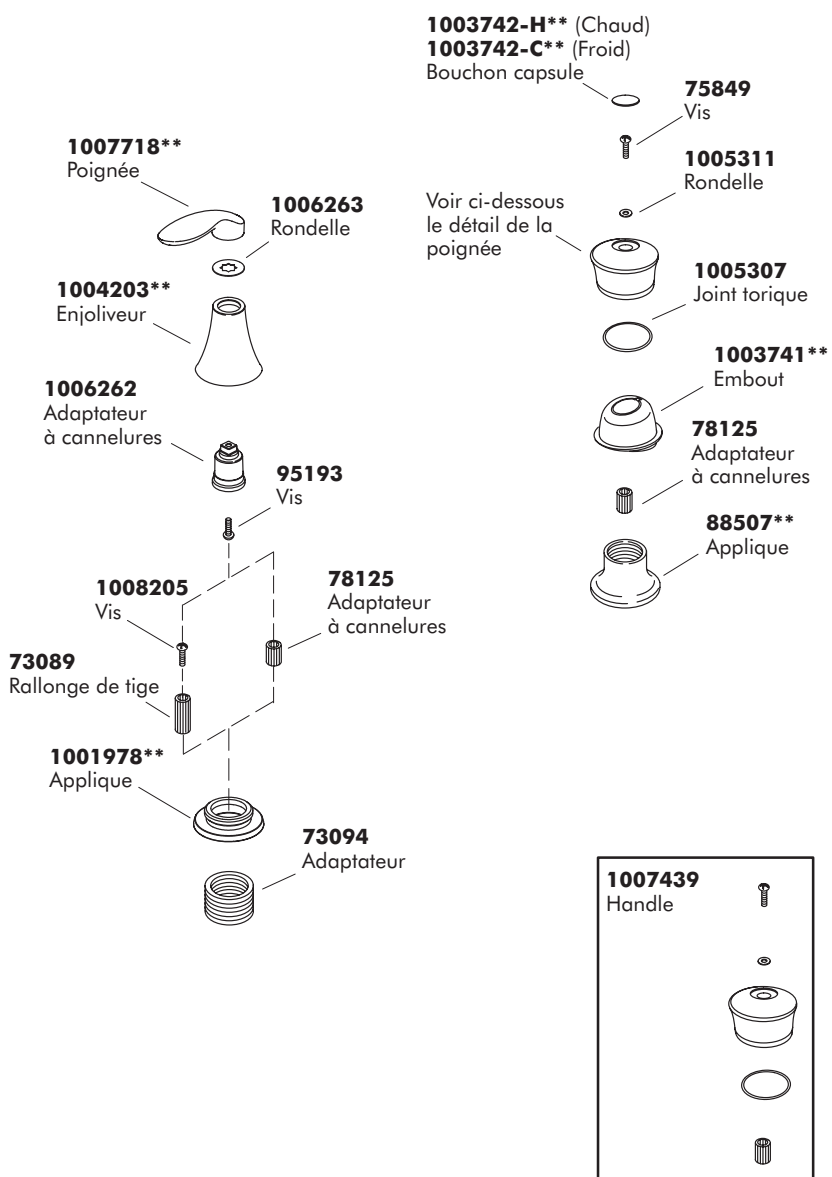 1003742-H** (Chaud)
1003742-C** (Froid)
Bouchon capsule
75849
Vis
1007718**
Poignée
1005311
Rondelle
1006263
Rondelle
Voir ci-dessous
le détail de la
poignée
1005307
Joint torique
1004203**
Enjoliveur
1003741**
Embout
1006262
Adaptateur
à cannelures
78125
Adaptateur
à cannelures
95193
Vis
88507**
Applique
1008205
Vis
78125
Adaptateur
à cannelures
73089
Rallonge de tige
1001978**
Applique
73094
Adaptateur
1007439
Handle